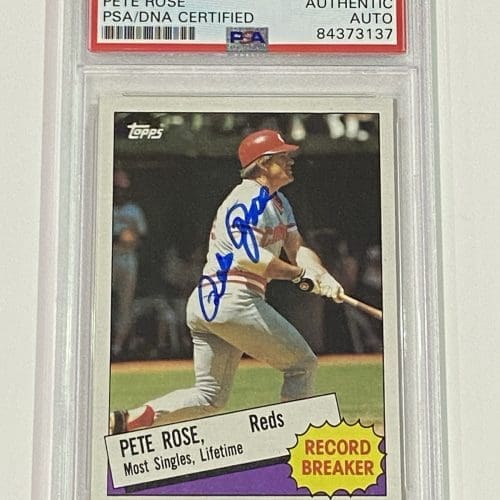 PETE ROSE AUTHENTIC
PSA/DNA CERTIFIED AUTO
PSA 84373137
Topps
Pete Rose
PETE ROSE, Reds
Most Singles, Lifetime
RECORD
BREAKER